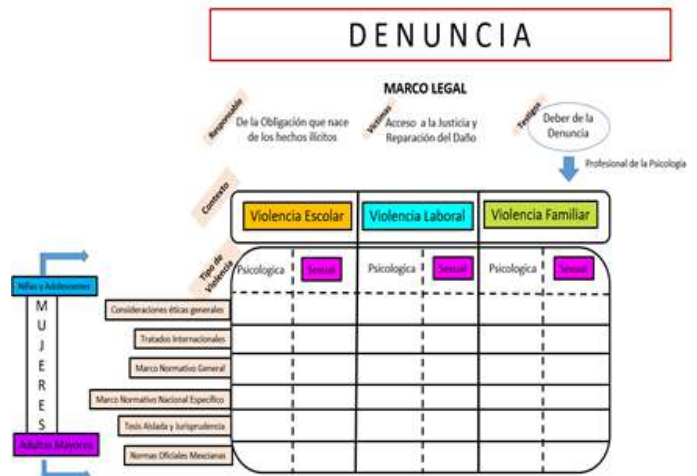 DENUNCIA
MARCO LEGAL
Responsable
De la Obligación que nace
de los hechos ilícitos
Víctimas
Acceso a la Justicia y
Reparación del Daño
Testigos
Deber de la
Denuncia
Profesional de la Psicología
Contexto
Violencia Escolar
Violencia Laboral
Violencia Familiar
Tipo de
Violencia
Psicologica
Sexual
Psicologica
Sexual
Psicologica
Sexual
Niñas y Adolescentes
MUJERES
Adultos Mayores
Consideraciones éticas generales
Tratados Internacionales
Marco Normativo General
Marco Normativo Nacional Específico
Tesis Aislada y Jurisprudencia
Normas Oficiales Mexcianas